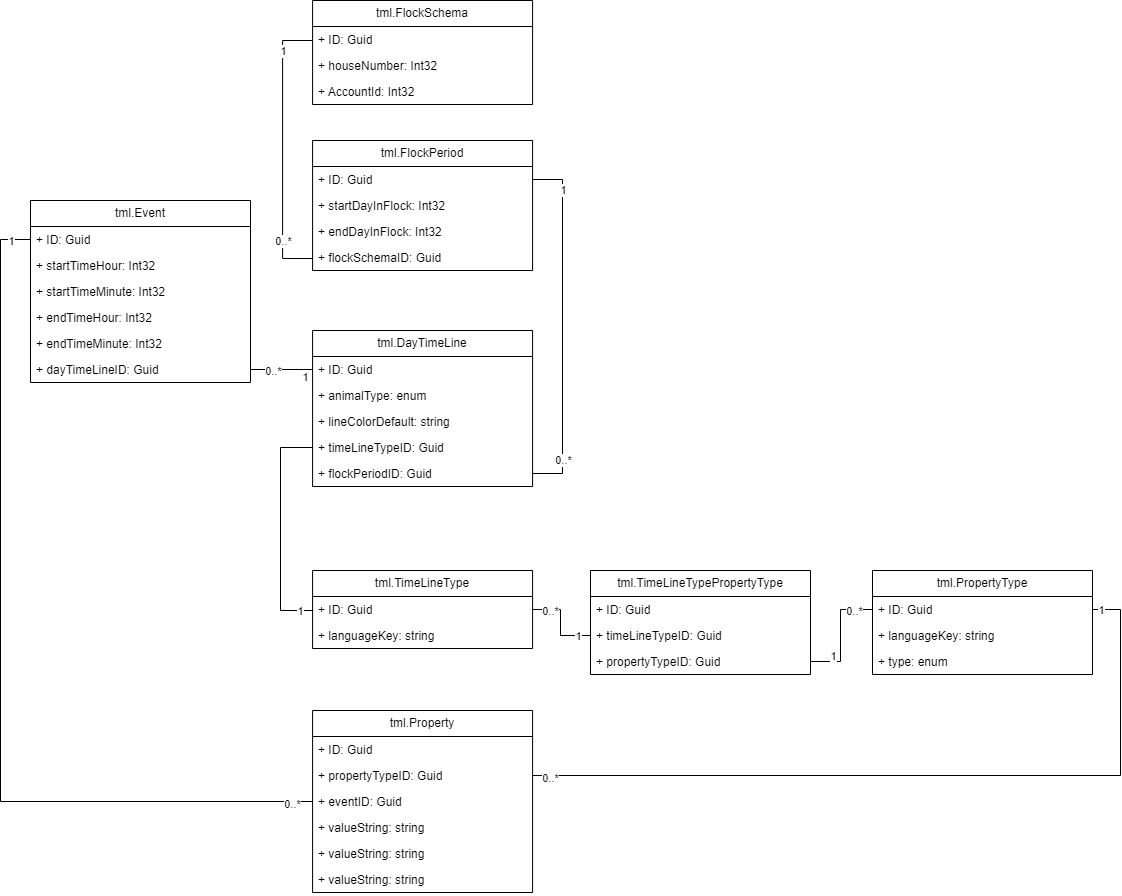 tml.FlockSchema
+ ID: Guid
+ houseNumber: Int32
+ AccountId: Int32
1
0..*
tml.FlockPeriod
+ ID: Guid
+ startDayInFlock: Int32
+ endDayInFlock: Int32
+ flockSchemaID: Guid
1
0..*
tml.Event
+ ID: Guid
+ startTimeHour: Int32
+ startTimeMinute: Int32
+ endTimeHour: Int32
+ endTimeMinute: Int32
+ dayTimeLineID: Guid
1
0..*
1
tml.DayTimeLine
+ ID: Guid
+ animalType: enum
+ lineColorDefault: string
+ timeLineTypeID: Guid
+ flockPeriodID: Guid
1
tml.TimeLineType
+ ID: Guid
+ languageKey: string
0..*
1
tml.TimeLineTypePropertyType
+ ID: Guid
+ timeLineTypeID: Guid
+ propertyTypeID: Guid
1
0..*
tml.PropertyType
+ ID: Guid
+ languageKey: string
+ type: enum
1
tml.Property
+ ID: Guid
+ propertyTypeID: Guid
+ eventID: Guid
+ valueString: string
+ valueString: string
+ valueString: string
0..*
0..*